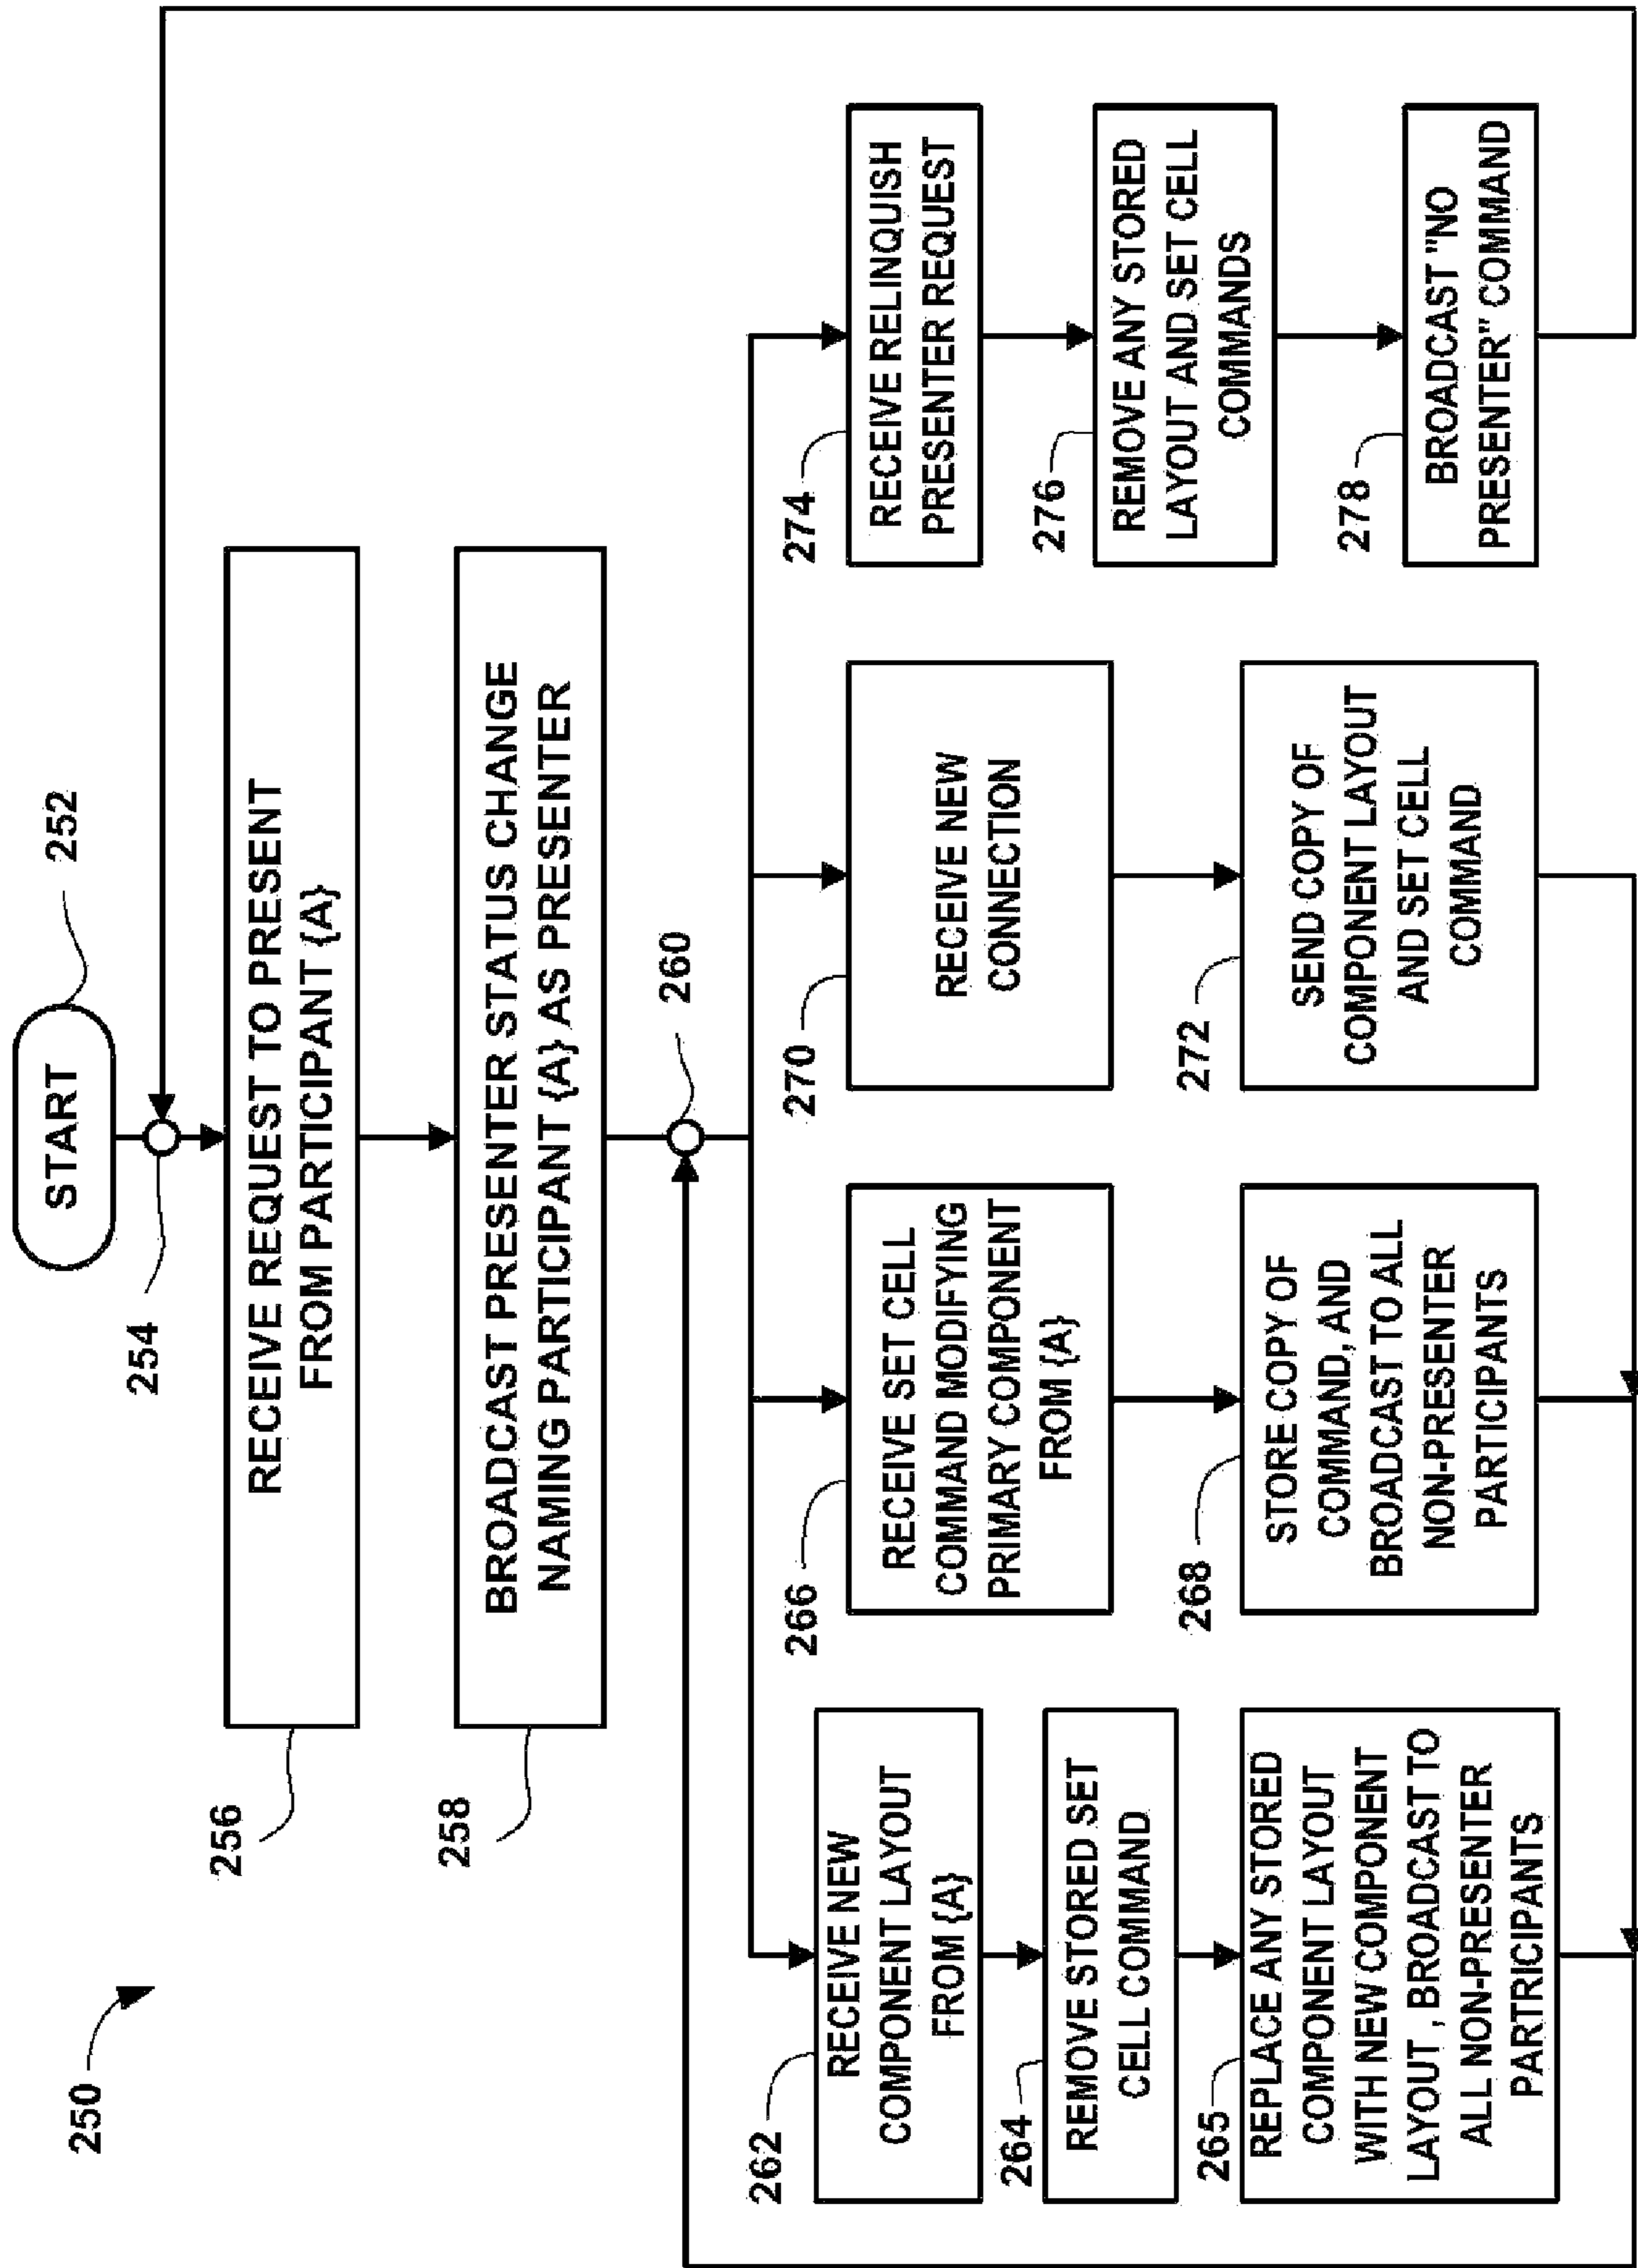 250
START
252
254
RECEIVE REQUEST TO PRESENT
FROM PARTICIPANT {A}
256
BROADCAST PRESENTER STATUS CHANGE
NAMING PARTICIPANT {A} AS PRESENTER
258
260
262
RECEIVE NEW
COMPONENT LAYOUT
FROM {A}
264
REMOVE STORED SET
CELL COMMAND
265
REPLACE ANY STORED
COMPONENT LAYOUT
WITH NEW COMPONENT
LAYOUT , BROADCAST TO
ALL NON-PRESENTER
PARTRICIPANTS
266
RECEIVE SET CELL
COMMAND MODIFYING
PRIMARY COMPONENT
FROM {A}
268
STORE COPY OF
COMMAND, AND
BROADCAST TO ALL
NON-PRESENTER
PARTICIPANTS
270
RECEIVE NEW
CONNECTION
272
SEND COPY OF
COMPONENT LAYOUT
AND SET CELL
COMMAND
274
RECEIVE RELINQUISH
PRESENTER REQUEST
276
REMOVE ANY STORED
LAYOUT AND SET CELL
COMMANDS
278
BROADCAST "NO
PRESENTER" COMMAND